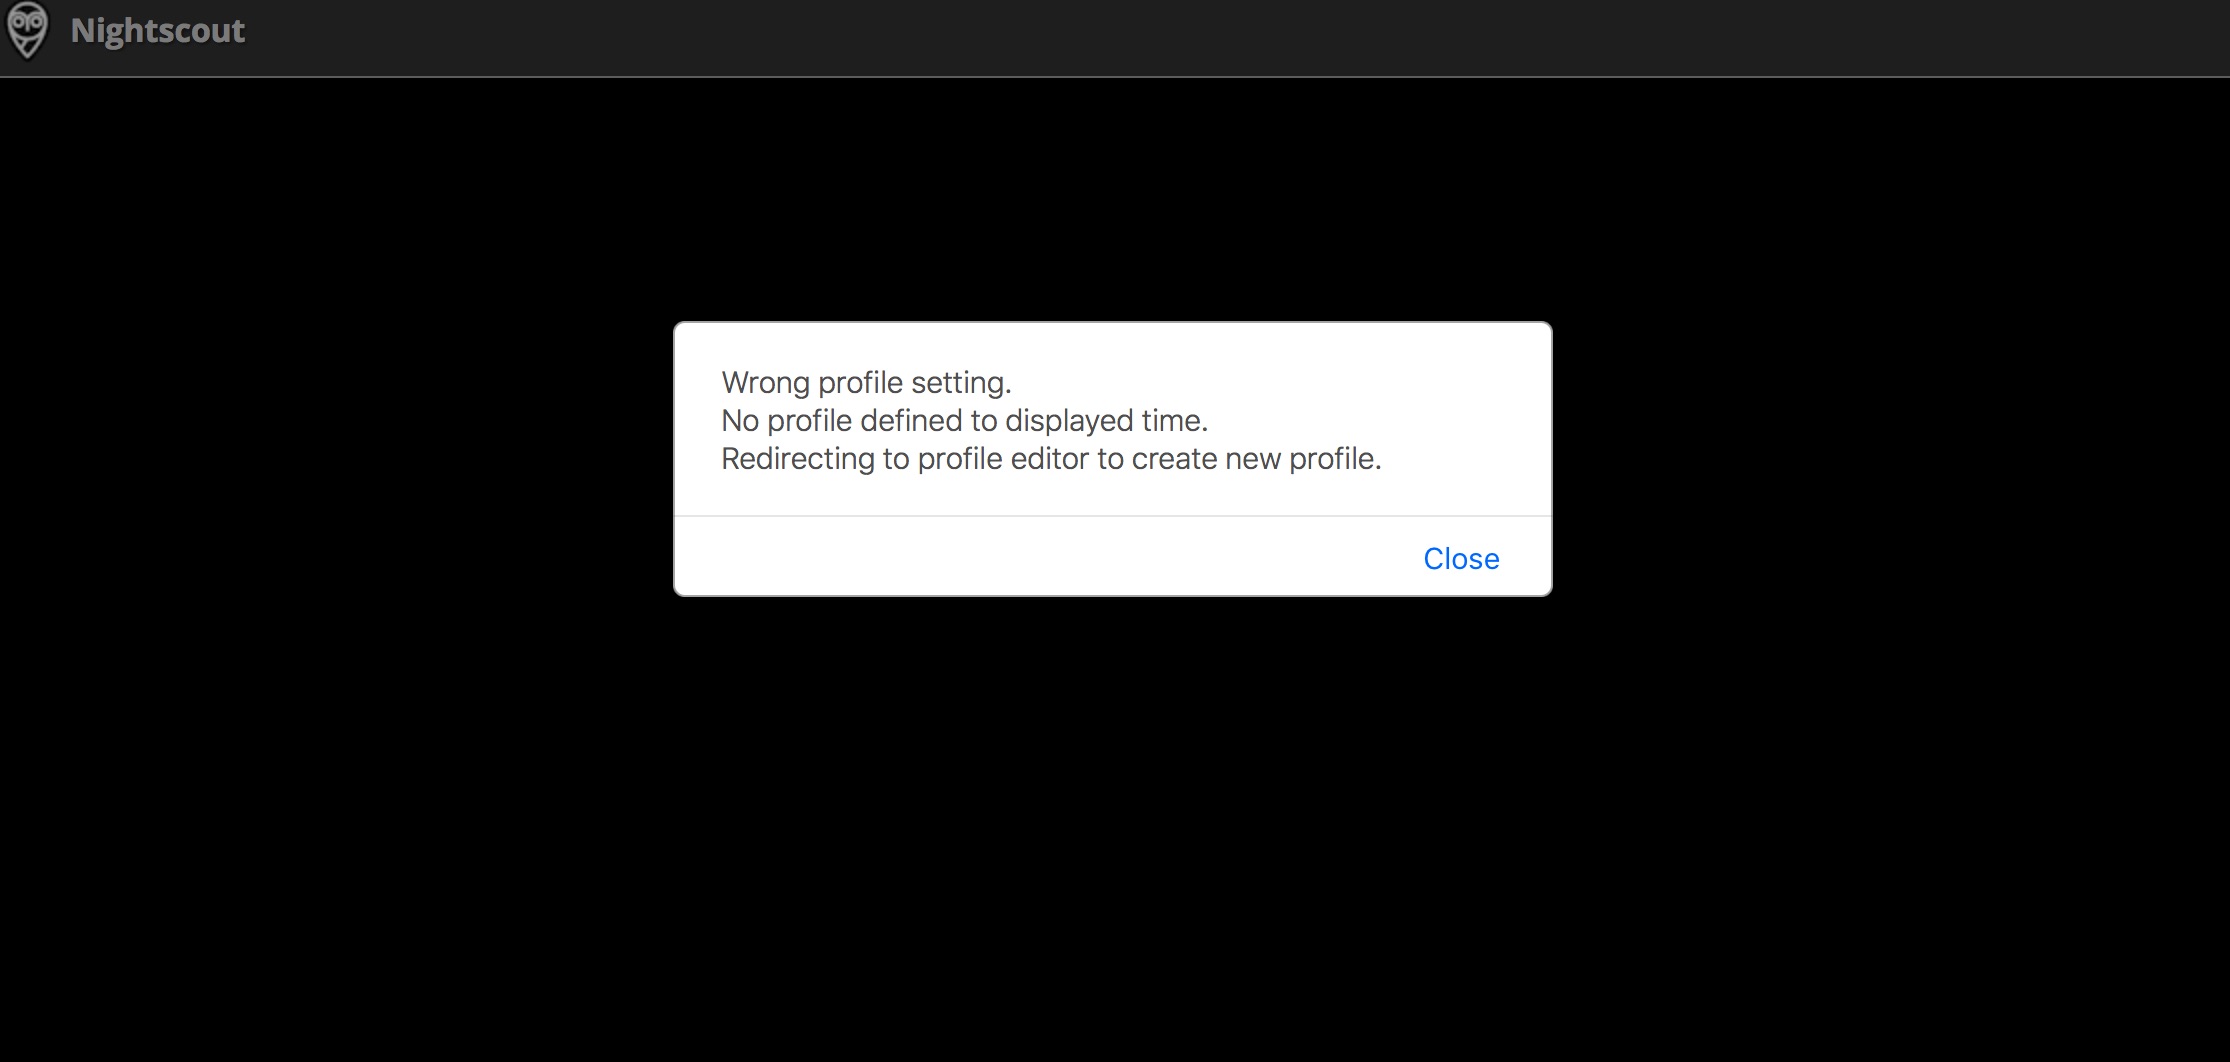 Nightscout
Wrong profile setting.
No profile defined to displayed time.
Redirecting to profile editor to create new profile.
Close